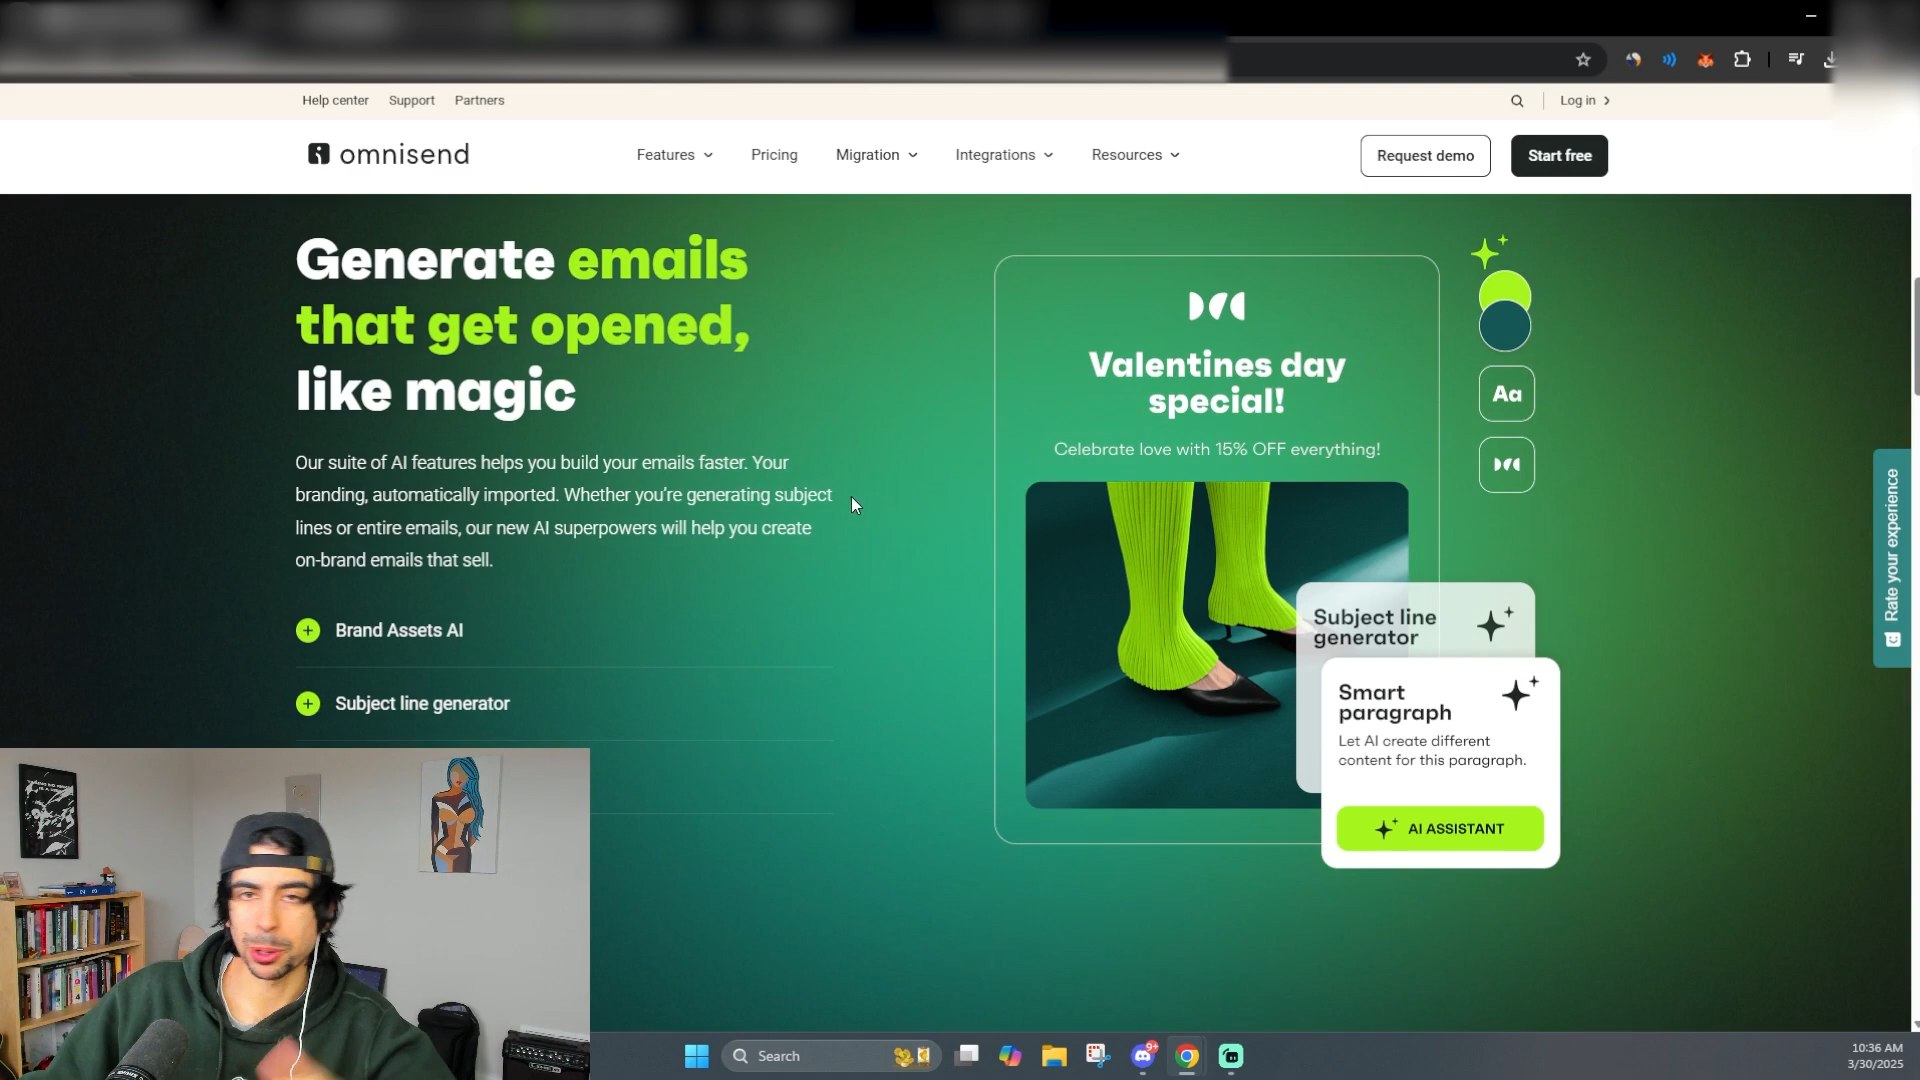 Help center Support Partners
Log in
omnisend
Features Pricing Migration Integrations Resources
Request demo
Start free
Generate emails
that get opened,
like magic
Our suite of AI features helps you build your emails faster. Your
branding, automatically imported. Whether you're generating subject
lines or entire emails, our new AI superpowers will help you create
on-brand emails that sell.
Brand Assets AI
Subject line generator
Valentines day
special!
Celebrate love with 15% OFF everything!
Aa
Subject line
generator
Smart
paragraph
Let AI create different
content for this paragraph.
AI ASSISTANT
Rate your experience
Search
9+
10:36 AM
3/30/2025